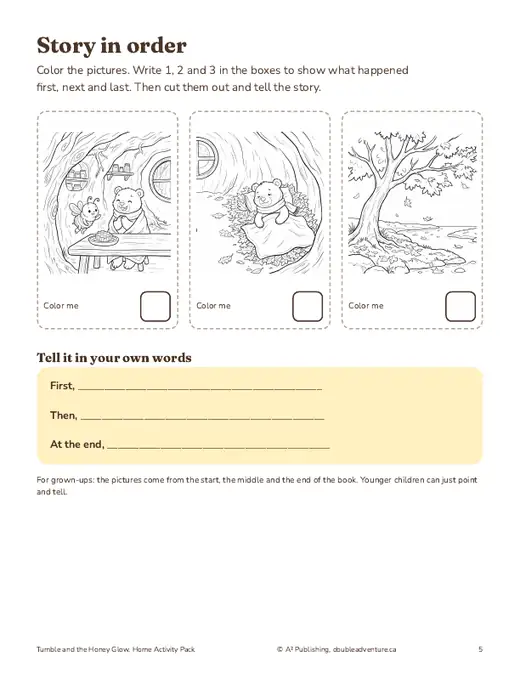 Story in order
Color the pictures. Write 1, 2 and 3 in the boxes to show what happened
first, next and last. Then cut them out and tell the story.
Color me
Color me
Color me
Tell it in your own words
First, ___
Then, ___
At the end, ___
For grown-ups: the pictures come from the start, the middle and the end of the book. Younger children can just point
and tell.
Tumble and the Honey Glow. Home Activity Pack
© A² Publishing, doubleadventure.ca
5